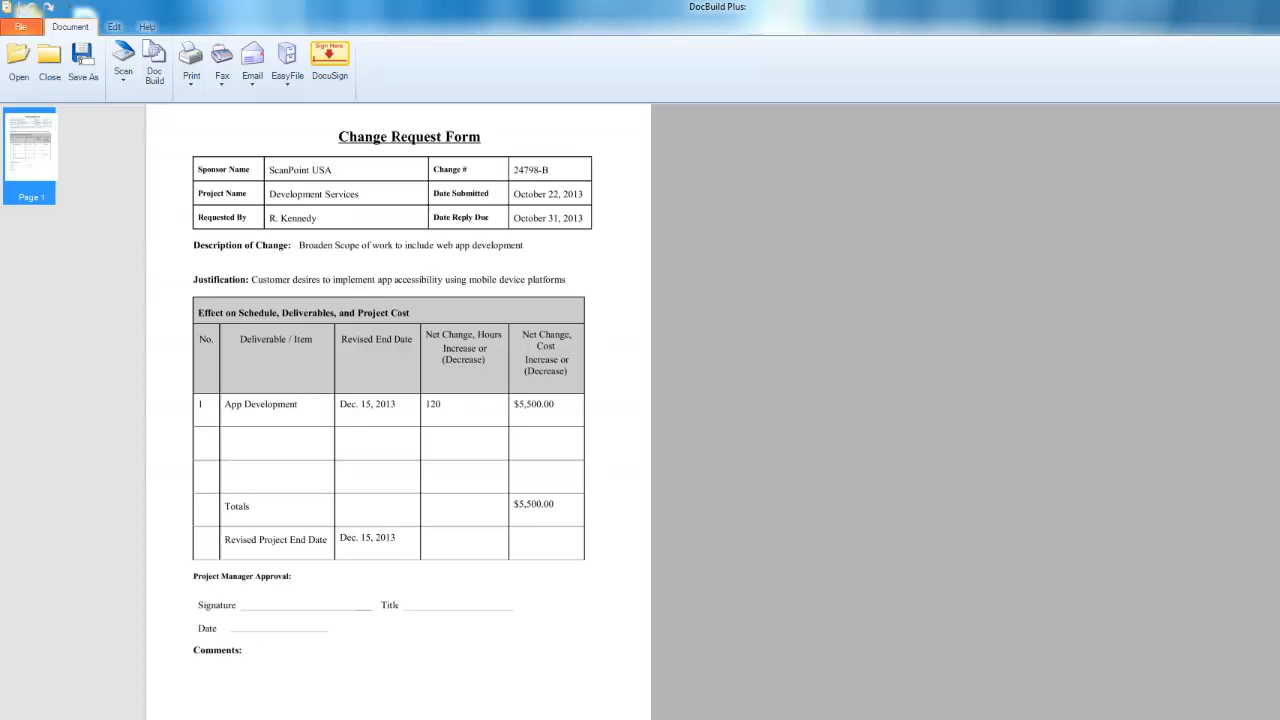 DocBuild Plus:
File Document Edit Help
Open Close Save As Scan Doc Build Print Fax Email EasyFile Sign Here DocuSign
Page 1
Change Request Form
Sponsor Name ScanPoint USA Change # 24798-B
Project Name Development Services Date Submitted October 22, 2013
Requested By R. Kennedy Date Reply Due October 31, 2013
Description of Change: Broaden Scope of work to include web app development
Justification: Customer desires to implement app accessibility using mobile device platforms
Effect on Schedule, Deliverables, and Project Cost
No. Deliverable / Item Revised End Date Net Change, Hours Increase or (Decrease) Net Change, Cost Increase or (Decrease)
1 App Development Dec. 15, 2013 120 $5,500.00
Totals $5,500.00
Revised Project End Date Dec. 15, 2013
Project Manager Approval:
Signature Title
Date
Comments: